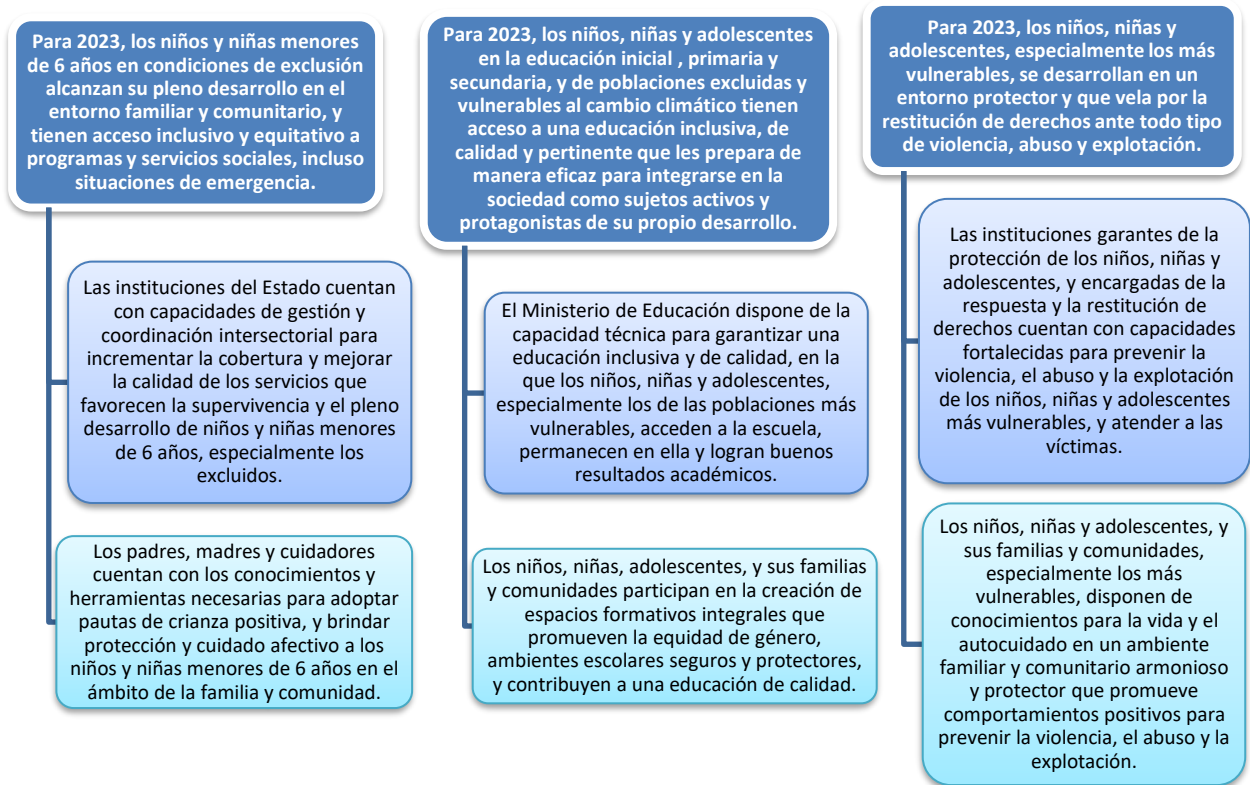 Para 2023, los niños y niñas menores
de 6 años en condiciones de exclusión
alcanzan su pleno desarrollo en el
entorno familiar y comunitario, y
tienen acceso inclusivo y equitativo a
programas y servicios sociales, incluso
situaciones de emergencia.
Las instituciones del Estado cuentan
con capacidades de gestión y
coordinación intersectorial para
incrementar la cobertura y mejorar
la calidad de los servicios que
favorecen la supervivencia y el pleno
desarrollo de niños y niñas menores
de 6 años, especialmente los
excluidos.
Los padres, madres y cuidadores
cuentan con los conocimientos y
herramientas necesarias para adoptar
pautas de crianza positiva, y brindar
protección y cuidado afectivo a los
niños y niñas menores de 6 años en el
ámbito de la familia y comunidad.
Para 2023, los niños, niñas y adolescentes
en la educación inicial , primaria y
secundaria, y de poblaciones excluidas y
vulnerables al cambio climático tienen
acceso a una educación inclusiva, de
calidad y pertinente que les prepara de
manera eficaz para integrarse en la
sociedad como sujetos activos y
protagonistas de su propio desarrollo.
El Ministerio de Educación dispone de la
capacidad técnica para garantizar una
educación inclusiva y de calidad, en la
que los niños, niñas y adolescentes,
especialmente los de las poblaciones más
vulnerables, acceden a la escuela,
permanecen en ella y logran buenos
resultados académicos.
Los niños, niñas, adolescentes, y sus familias
y comunidades participan en la creación de
espacios formativos integrales que
promueven la equidad de género,
ambientes escolares seguros y protectores,
y contribuyen a una educación de calidad.
Para 2023, los niños, niñas y
adolescentes, especialmente los más
vulnerables, se desarrollan en un
entorno protector y que vela por la
restitución de derechos ante todo tipo
de violencia, abuso y explotación.
Las instituciones garantes de la
protección de los niños, niñas y
adolescentes, y encargadas de la
respuesta y la restitución de
derechos cuentan con capacidades
fortalecidas para prevenir la
violencia, el abuso y la explotación
de los niños, niñas y adolescentes
más vulnerables, y atender a las
víctimas.
Los niños, niñas y adolescentes, y
sus familias y comunidades,
especialmente los más
vulnerables, disponen de
conocimientos para la vida y el
autocuidado en un ambiente
familiar y comunitario armonioso
y protector que promueve
comportamientos positivos para
prevenir la violencia, el abuso y la
explotación.